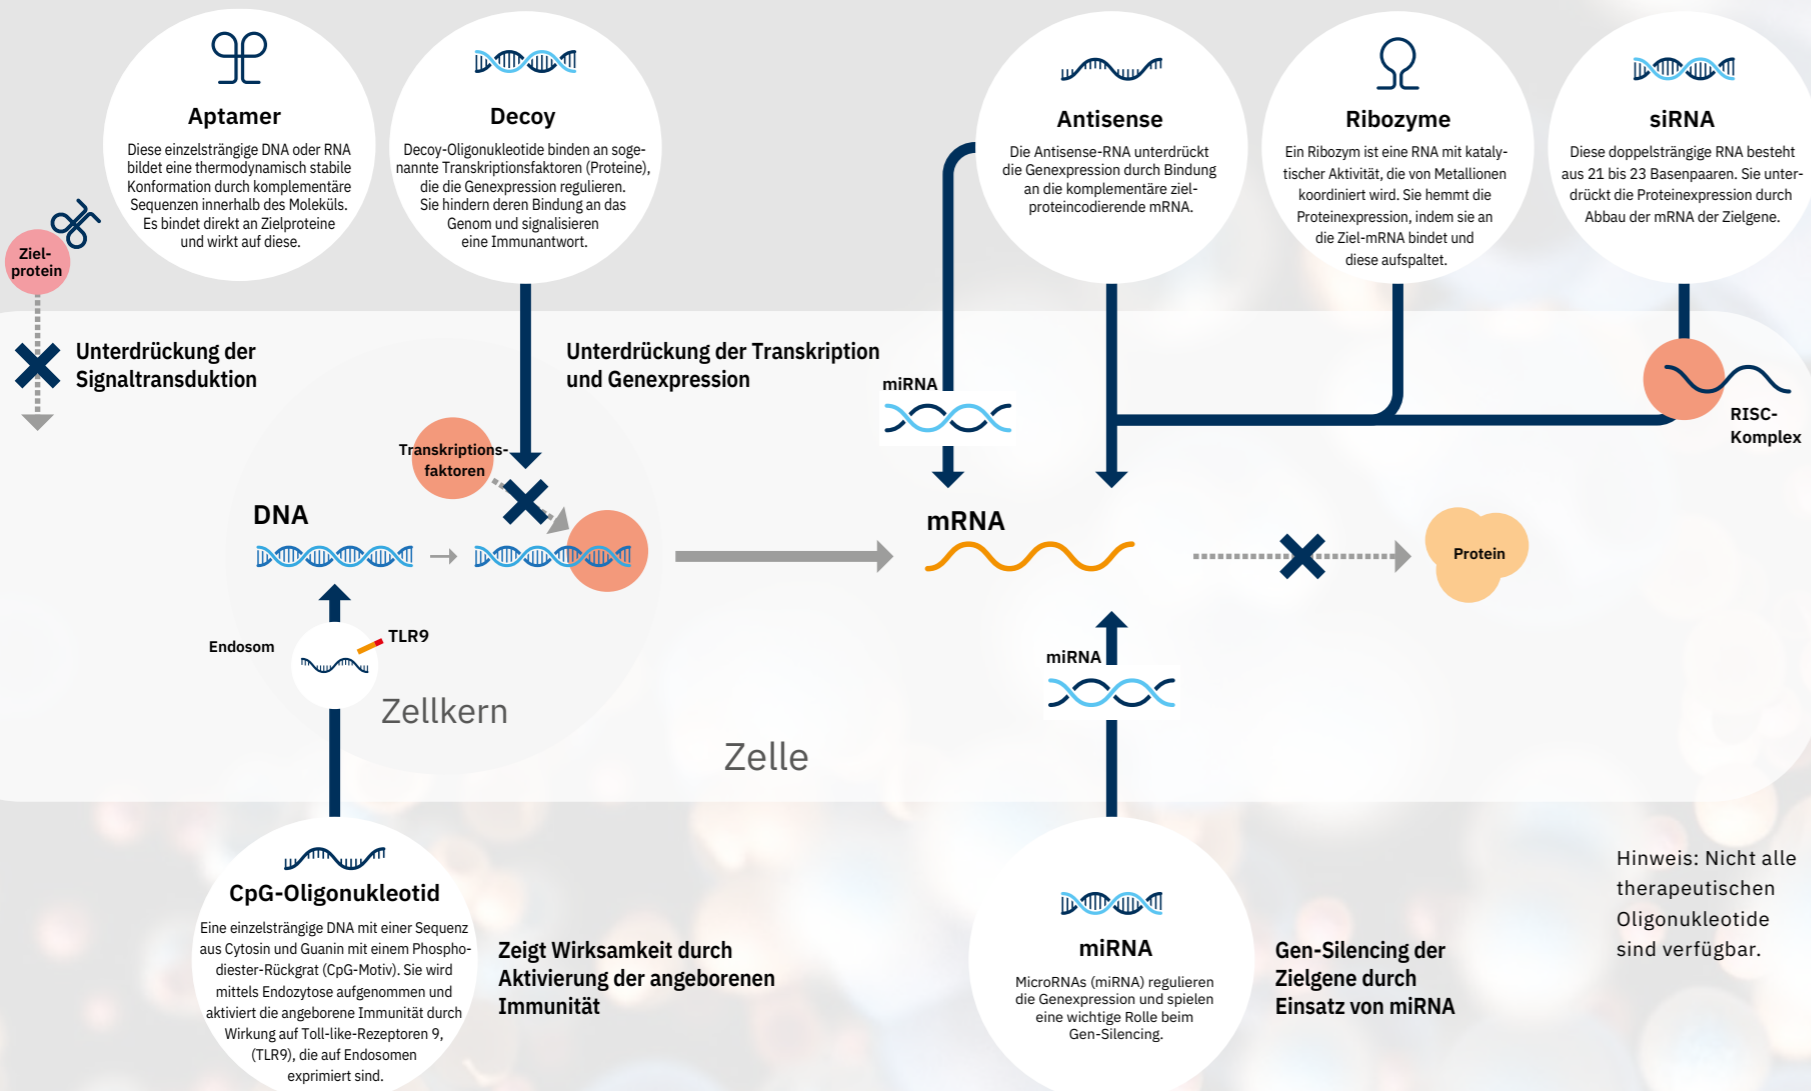 Aptamer
Diese einzelsträngige DNA oder RNA
bildet eine thermodynamisch stabile
Konformation durch komplementäre
Sequenzen innerhalb des Moleküls.
Es bindet direkt an Zielproteine
und wirkt auf diese.
Decoy
Decoy-Oligonukleotide binden an soge-
nannte Transkriptionsfaktoren (Proteine),
die die Genexpression regulieren.
Sie hindern deren Bindung an das
Genom und signalisieren
eine Immunantwort.
Antisense
Die Antisense-RNA unterdrückt
die Genexpression durch Bindung
an die komplementäre ziel-
proteincodierende mRNA.
Ribozyme
Ein Ribozym ist eine RNA mit kataly-
tischer Aktivität, die von Metallionen
koordiniert wird. Sie hemmt die
Proteinexpression, indem sie an
die Ziel-mRNA bindet und
diese aufspaltet.
siRNA
Diese doppelsträngige RNA besteht
aus 21 bis 23 Basenpaaren. Sie unter-
drückt die Proteinexpression durch
Abbau der mRNA der Zielgene.
Ziel-
protein
Unterdrückung der
Signaltransduktion
Unterdrückung der Transkription
und Genexpression
miRNA
RISC-
Komplex
Transkriptions-
faktoren
DNA
mRNA
Protein
Endosom
TLR9
miRNA
Zellkern
Zelle
CpG-Oligonukleotid
Eine einzelsträngige DNA mit einer Sequenz
aus Cytosin und Guanin mit einem Phospho-
diester-Rückgrat (CpG-Motiv). Sie wird
mittels Endozytose aufgenommen und
aktiviert die angeborene Immunität durch
Wirkung auf Toll-like-Rezeptoren 9,
(TLR9), die auf Endosomen
exprimiert sind.
Zeigt Wirksamkeit durch
Aktivierung der angeborenen
Immunität
miRNA
MicroRNAs (miRNA) regulieren
die Genexpression und spielen
eine wichtige Rolle beim
Gen-Silencing.
Gen-Silencing der
Zielgene durch
Einsatz von miRNA
Hinweis: Nicht alle
therapeutischen
Oligonukleotide
sind verfügbar.